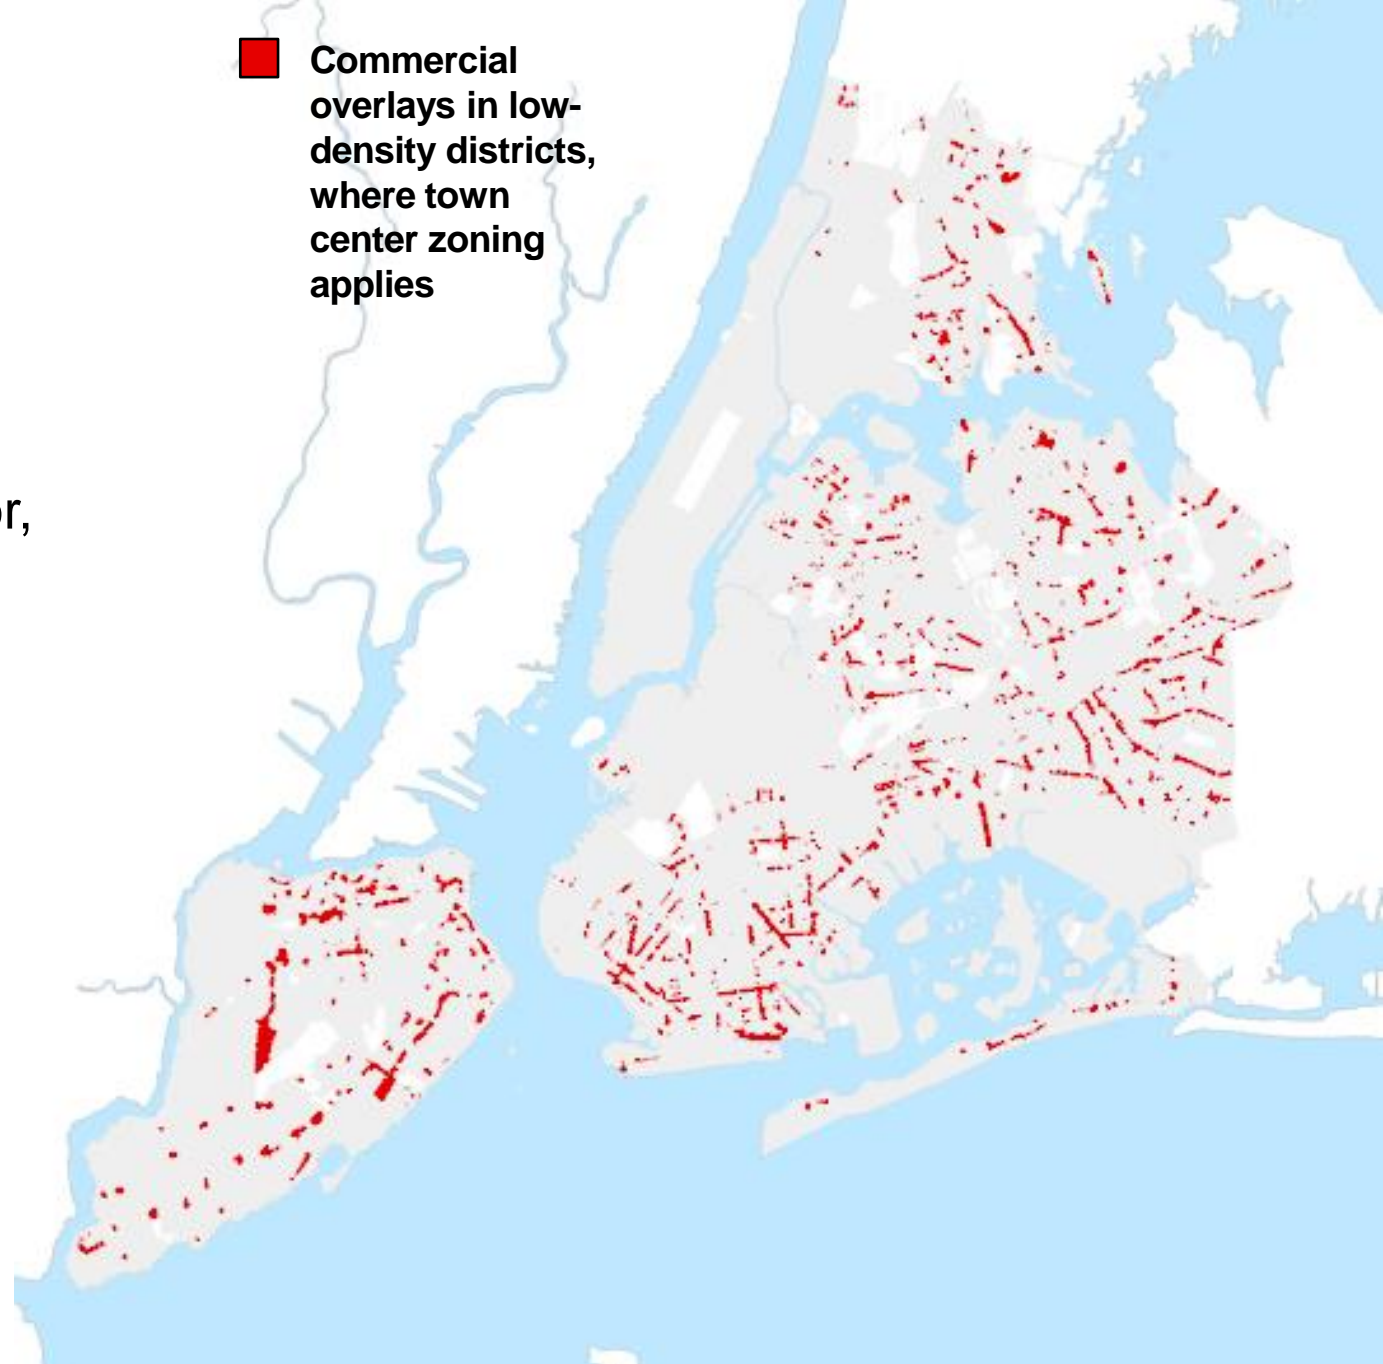 Commercial
overlays in low-
density districts,
where town
center zoning
applies
r,